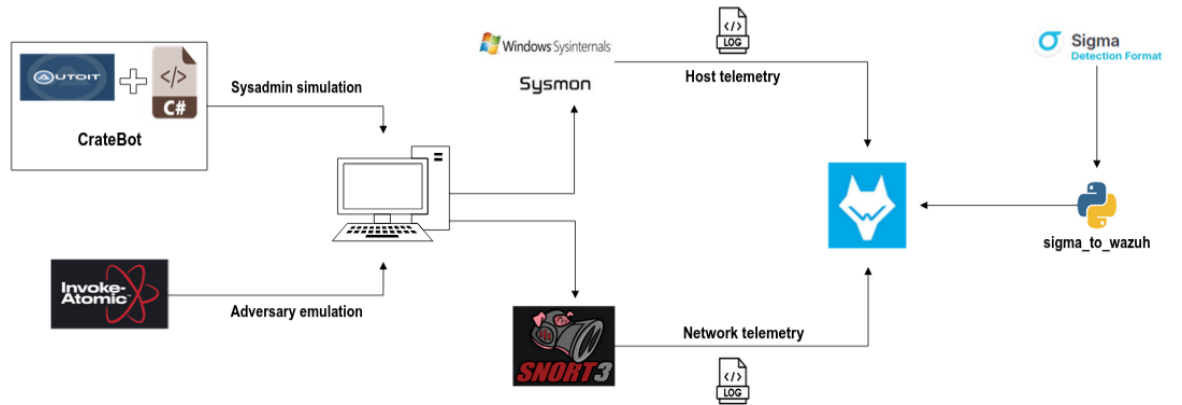 AUTOIT
</>
C#
CrateBot
Sysadmin simulation
Windows Sysinternals
Sysmon
</>
LOG
Host telemetry
Sigma
Detection Format
sigma_to_wazuh
Invoke-
Atomic
Adversary emulation
SNORT3
Network telemetry
</>
LOG